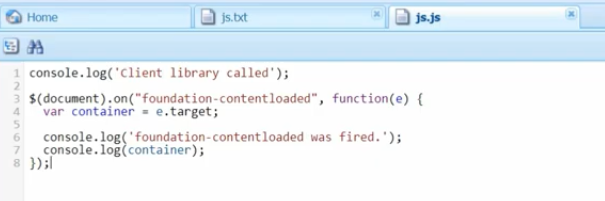 Home js.txt js.js
1 console.log('Client library called');
2
3 $(document).on("foundation-contentloaded", function(e) {
4   var container = e.target;
5
6   console.log('foundation-contentloaded was fired.');
7   console.log(container);
8 });